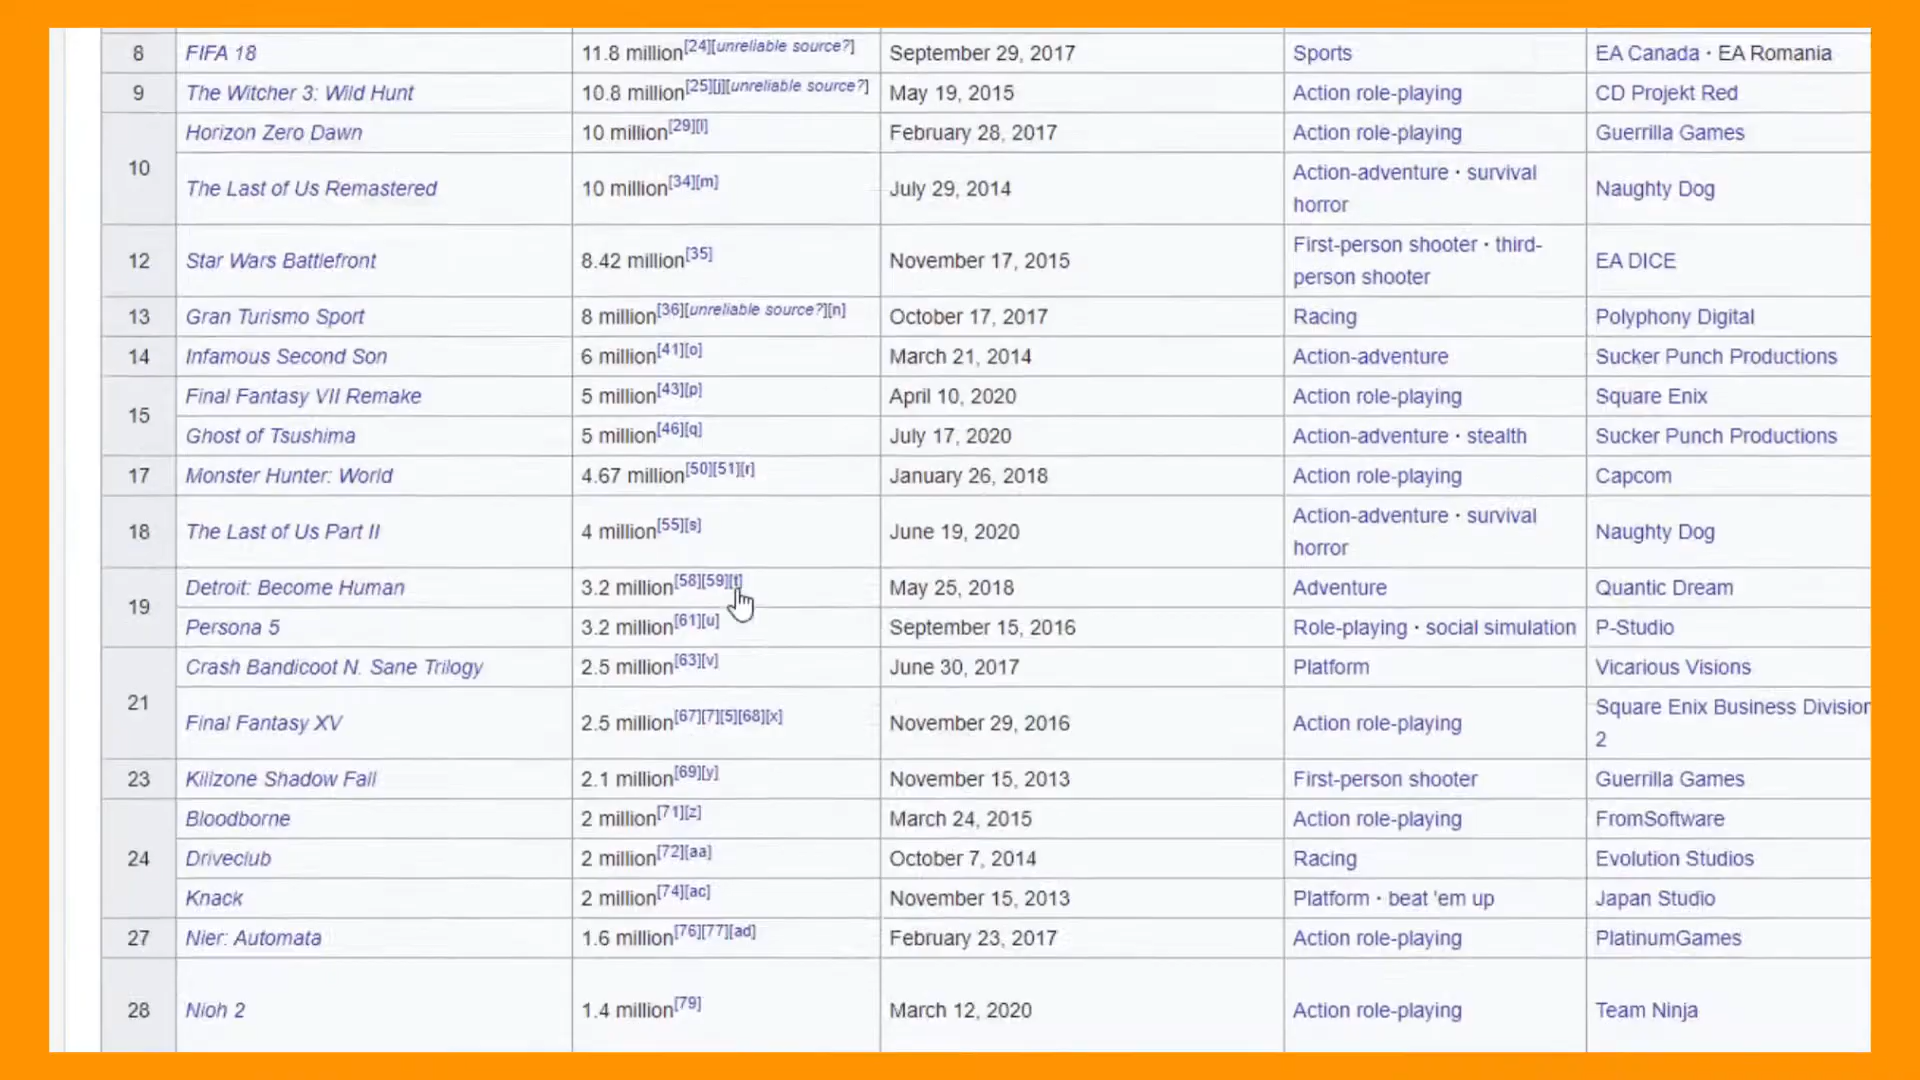 8 FIFA 18 11.8 million[24][unreliable source?] September 29, 2017 Sports EA Canada · EA Romania
9 The Witcher 3: Wild Hunt 10.8 million[25][j][unreliable source?] May 19, 2015 Action role-playing CD Projekt Red
10 Horizon Zero Dawn 10 million[29][l] February 28, 2017 Action role-playing Guerrilla Games
The Last of Us Remastered 10 million[34][m] July 29, 2014 Action-adventure · survival
horror Naughty Dog
12 Star Wars Battlefront 8.42 million[35] November 17, 2015 First-person shooter · third-
person shooter EA DICE
13 Gran Turismo Sport 8 million[36][unreliable source?][n] October 17, 2017 Racing Polyphony Digital
14 Infamous Second Son 6 million[41][o] March 21, 2014 Action-adventure Sucker Punch Productions
15 Final Fantasy VII Remake 5 million[43][p] April 10, 2020 Action role-playing Square Enix
Ghost of Tsushima 5 million[46][q] July 17, 2020 Action-adventure · stealth Sucker Punch Productions
17 Monster Hunter: World 4.67 million[50][51][r] January 26, 2018 Action role-playing Capcom
18 The Last of Us Part II 4 million[55][s] June 19, 2020 Action-adventure · survival
horror Naughty Dog
19 Detroit: Become Human 3.2 million[58][59][t] May 25, 2018 Adventure Quantic Dream
Persona 5 3.2 million[61][u] September 15, 2016 Role-playing · social simulation P-Studio
21 Crash Bandicoot N. Sane Trilogy 2.5 million[63][v] June 30, 2017 Platform Vicarious Visions
Final Fantasy XV 2.5 million[67][7][5][68][x] November 29, 2016 Action role-playing Square Enix Business Division
2
23 Killzone Shadow Fall 2.1 million[69][y] November 15, 2013 First-person shooter Guerrilla Games
24 Bloodborne 2 million[71][z] March 24, 2015 Action role-playing FromSoftware
Driveclub 2 million[72][aa] October 7, 2014 Racing Evolution Studios
Knack 2 million[74][ac] November 15, 2013 Platform · beat 'em up Japan Studio
27 Nier: Automata 1.6 million[76][77][ad] February 23, 2017 Action role-playing PlatinumGames
28 Nioh 2 1.4 million[79] March 12, 2020 Action role-playing Team Ninja